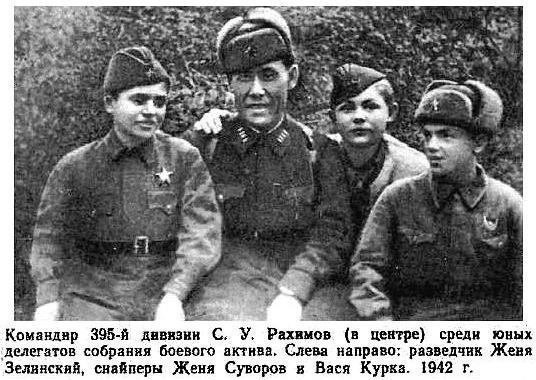 Командир 395-й дивизии С. У. Рахимов (в центре) среди юных
делегатов собрания боевого актива. Слева направо: разведчик Женя
Зелинский, снайперы Женя Суворов и Вася Курка. 1942 г.